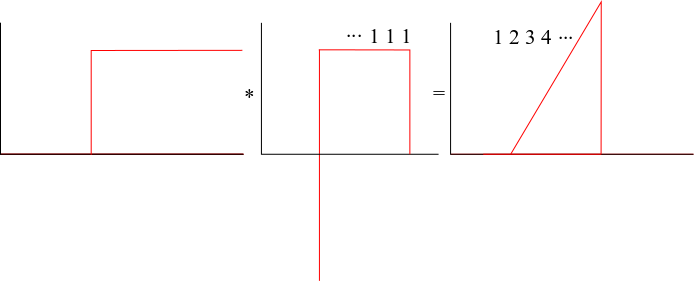 ··· 1 1 1
1 2 3 4 ···
* =